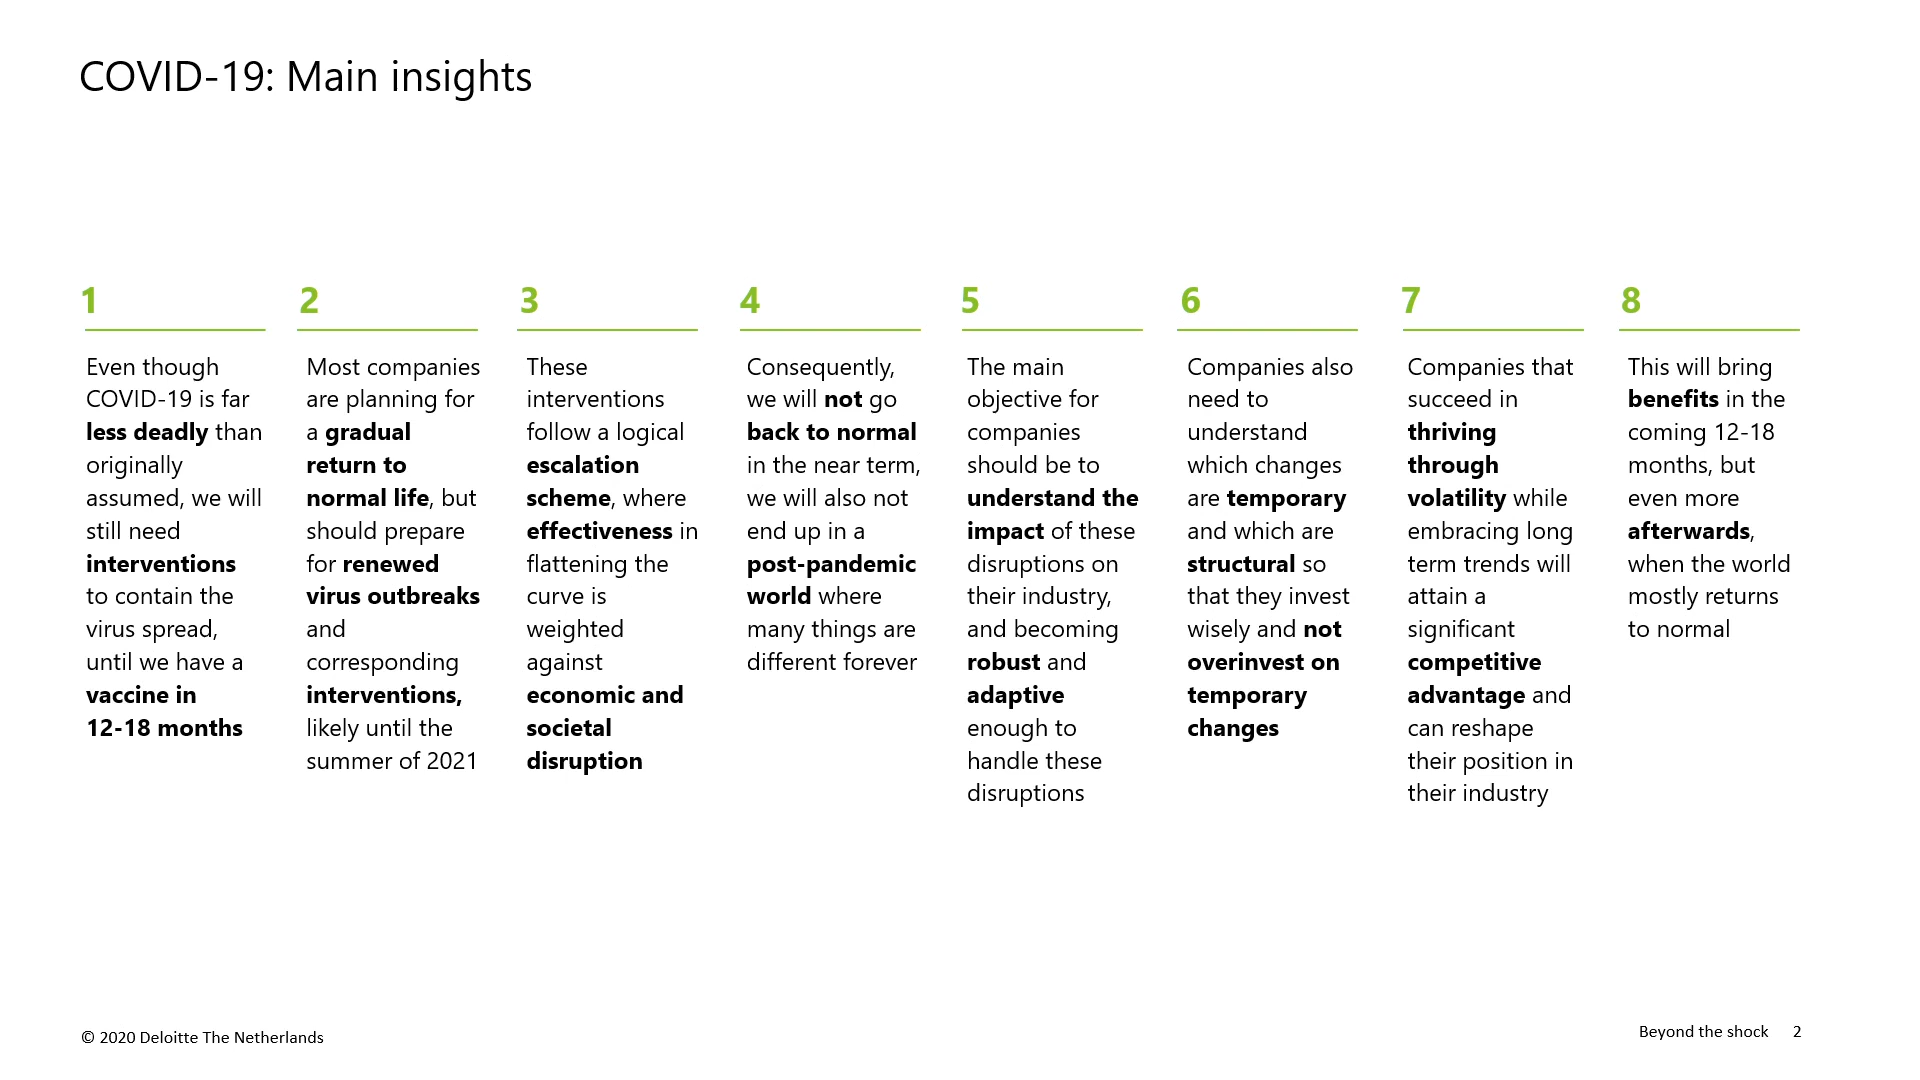 COVID-19: Main insights
1
Even though
COVID-19 is far
less deadly than
originally
assumed, we will
still need
interventions
to contain the
virus spread,
until we have a
vaccine in
12-18 months
2
Most companies
are planning for
a gradual
return to
normal life, but
should prepare
for renewed
virus outbreaks
and
corresponding
interventions,
likely until the
summer of 2021
3
These
interventions
follow a logical
escalation
scheme, where
effectiveness in
flattening the
curve is
weighted
against
economic and
societal
disruption
4
Consequently,
we will not go
back to normal
in the near term,
we will also not
end up in a
post-pandemic
world where
many things are
different forever
5
The main
objective for
companies
should be to
understand the
impact of these
disruptions on
their industry,
and becoming
robust and
adaptive
enough to
handle these
disruptions
6
Companies also
need to
understand
which changes
are temporary
and which are
structural so
that they invest
wisely and not
overinvest on
temporary
changes
7
Companies that
succeed in
thriving
through
volatility while
embracing long
term trends will
attain a
significant
competitive
advantage and
can reshape
their position in
their industry
8
This will bring
benefits in the
coming 12-18
months, but
even more
afterwards,
when the world
mostly returns
to normal
© 2020 Deloitte The Netherlands
Beyond the shock 2